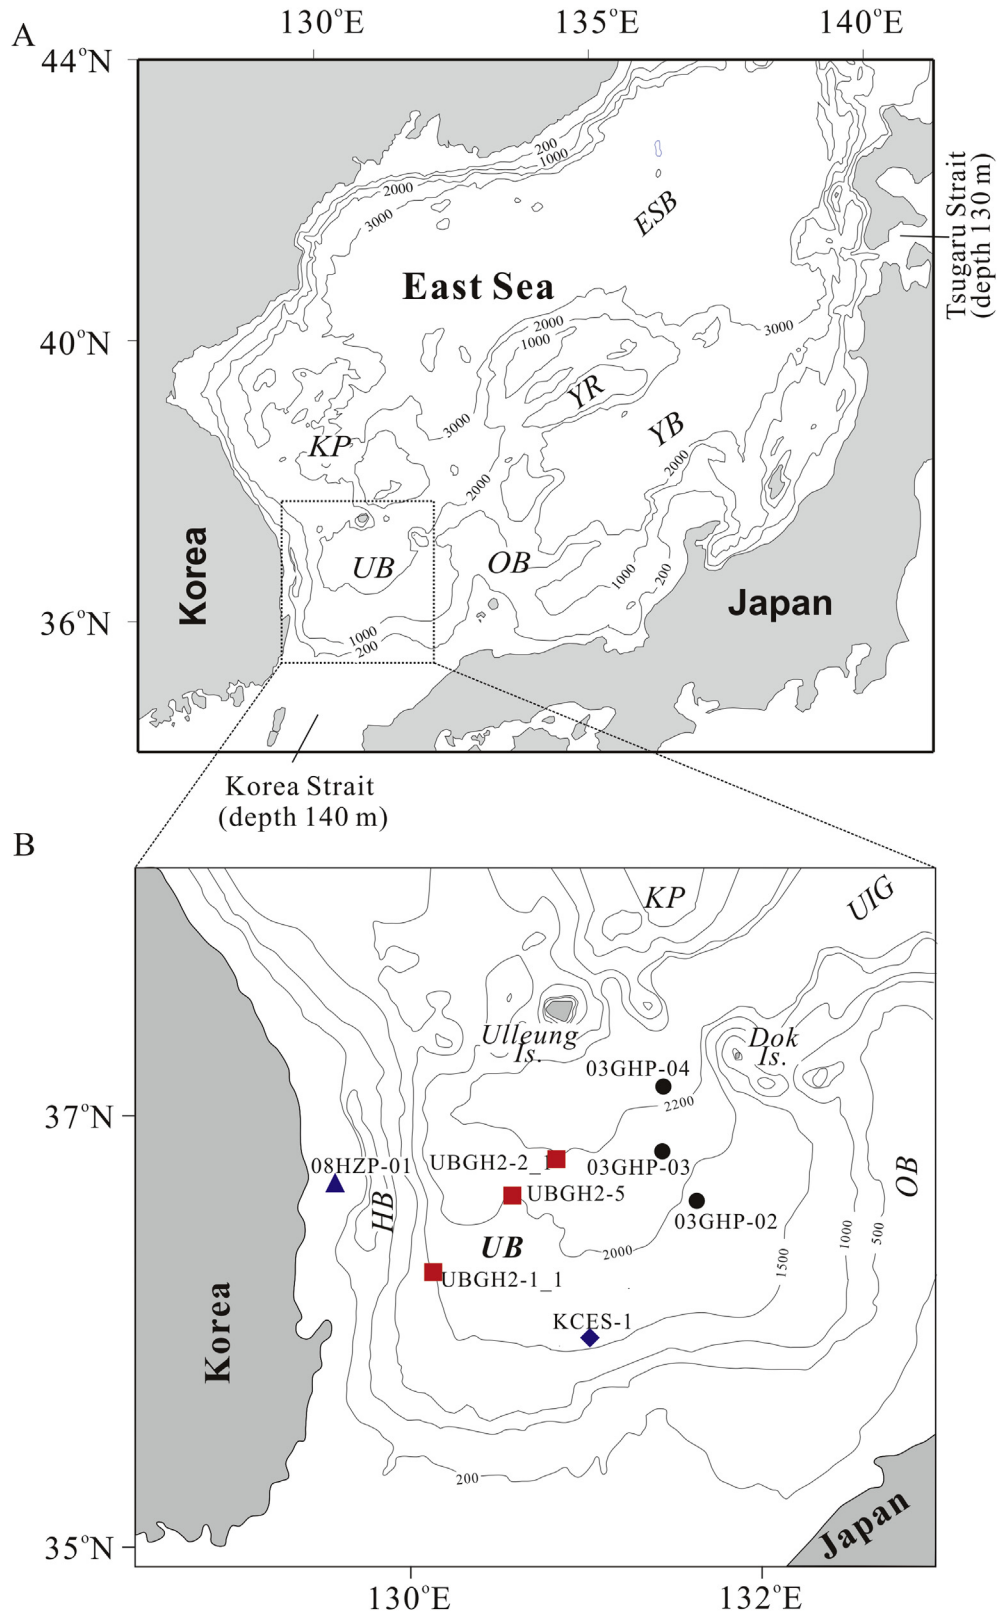 A
130°E
135°E
140°E
44°N
40°N
36°N
200
1000
2000
3000
ESB
East Sea
Tsugaru Strait
(depth 130 m)
2000
1000
3000
YR
YB
3000
KP
2000
2000
UB
OB
1000
200
Korea
Japan
1000
200
Korea Strait
(depth 140 m)
B
KP
UIG
Ulleung
Is.
Dok
Is.
03GHP-04
2200
37°N
08HZP-01
UBGH2-2_1
03GHP-03
UBGH2-5
03GHP-02
HB
OB
UB
2000
1500
1000
500
UBGH2-1_1
KCES-1
Korea
200
Japan
35°N
130°E
132°E